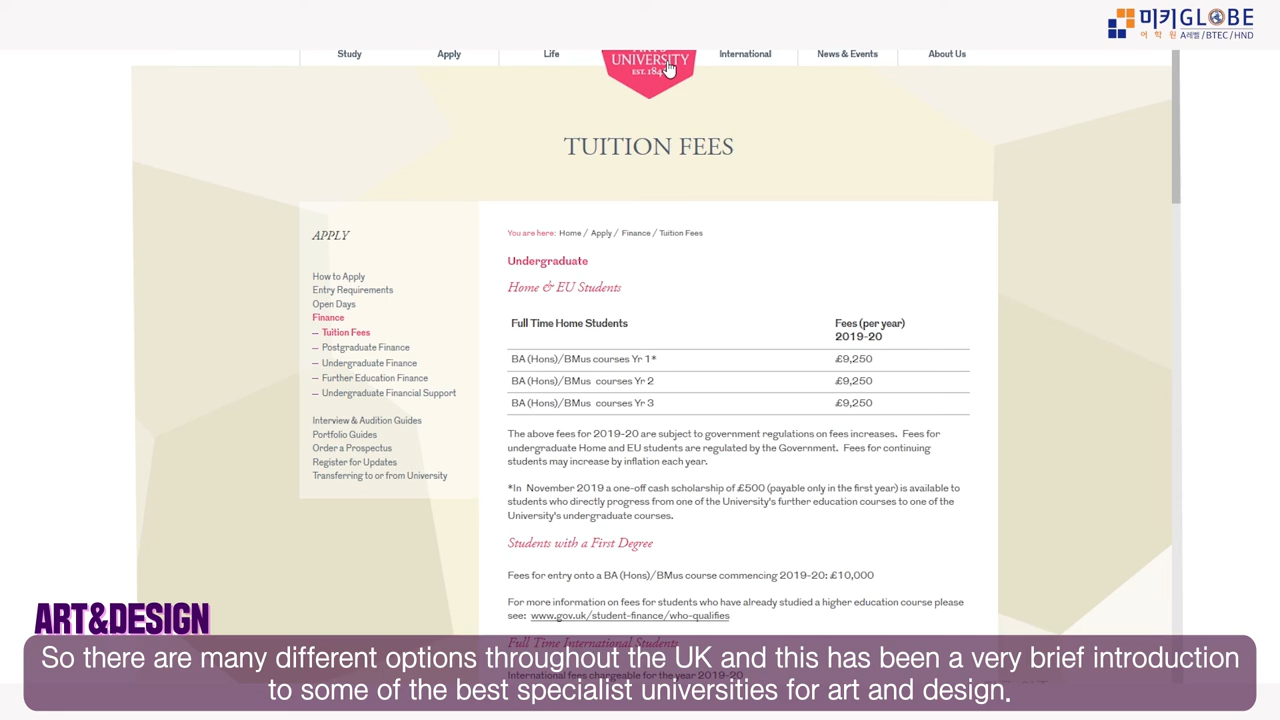 미키GLOBE
어학원 A레벨/BTEC/HND
Study Apply Life International News & Events About Us
UNIVERSITY
TUITION FEES
APPLY
How to Apply
Entry Requirements
Open Days
Finance
– Tuition Fees
– Postgraduate Finance
– Undergraduate Finance
– Further Education Finance
– Undergraduate Financial Support
Interview & Audition Guides
Portfolio Guides
Order a Prospectus
Register for Updates
Transferring to or from University
You are here: Home / Apply / Finance / Tuition Fees
Undergraduate
Home & EU Students
Full Time Home Students Fees (per year)
2019-20
BA (Hons)/BMus courses Yr 1* £9,250
BA (Hons)/BMus courses Yr 2 £9,250
BA (Hons)/BMus courses Yr 3 £9,250
The above fees for 2019-20 are subject to government regulations on fees increases. Fees for
undergraduate Home and EU students are regulated by the Government. Fees for continuing
students may increase by inflation each year.
*In November 2019 a one-off cash scholarship of £500 (payable only in the first year) is available to
students who directly progress from one of the University's further education courses to one of the
University's undergraduate courses.
Students with a First Degree
Fees for entry onto a BA (Hons)/BMus course commencing 2019-20: £10,000
For more information on fees for students who have already studied a higher education course please
see: www.gov.uk/student-finance/who-qualifies
Full Time International Students
International fees chargeable for the year 2019-20
ART&DESIGN
So there are many different options throughout the UK and this has been a very brief introduction
to some of the best specialist universities for art and design.